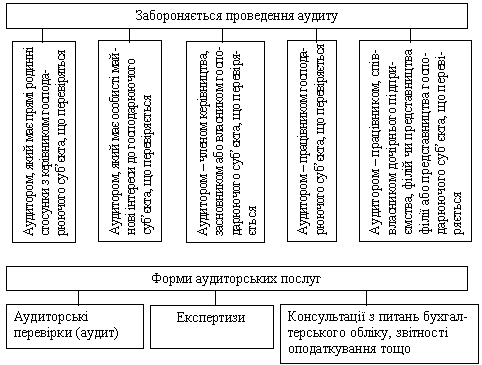 Забороняється проведення аудиту
Аудитором, який має прямі родинні
стосунки з керівником господа-
рюючого суб’єкта, що перевіряється
Аудитором, який має особисті май-
нові інтереси до господарюючого
суб’єкта, що перевіряється
Аудитором – членом керівництва,
засновником або власником госпо-
дарюючого суб’єкта, що перевіря-
ється
Аудитором – працівником господа-
рюючого суб’єкта, що перевіряється
Аудитором – працівником, спів-
власником дочірнього підпри-
ємства, філій чи представництва
філії або представництва госпо-
дарюючого суб’єкта, що переві-
ряється
Форми аудиторських послуг
Аудиторські
перевірки (аудит)
Експертизи
Консультації з питань бухгал-
терського обліку, звітності
оподаткування тощо